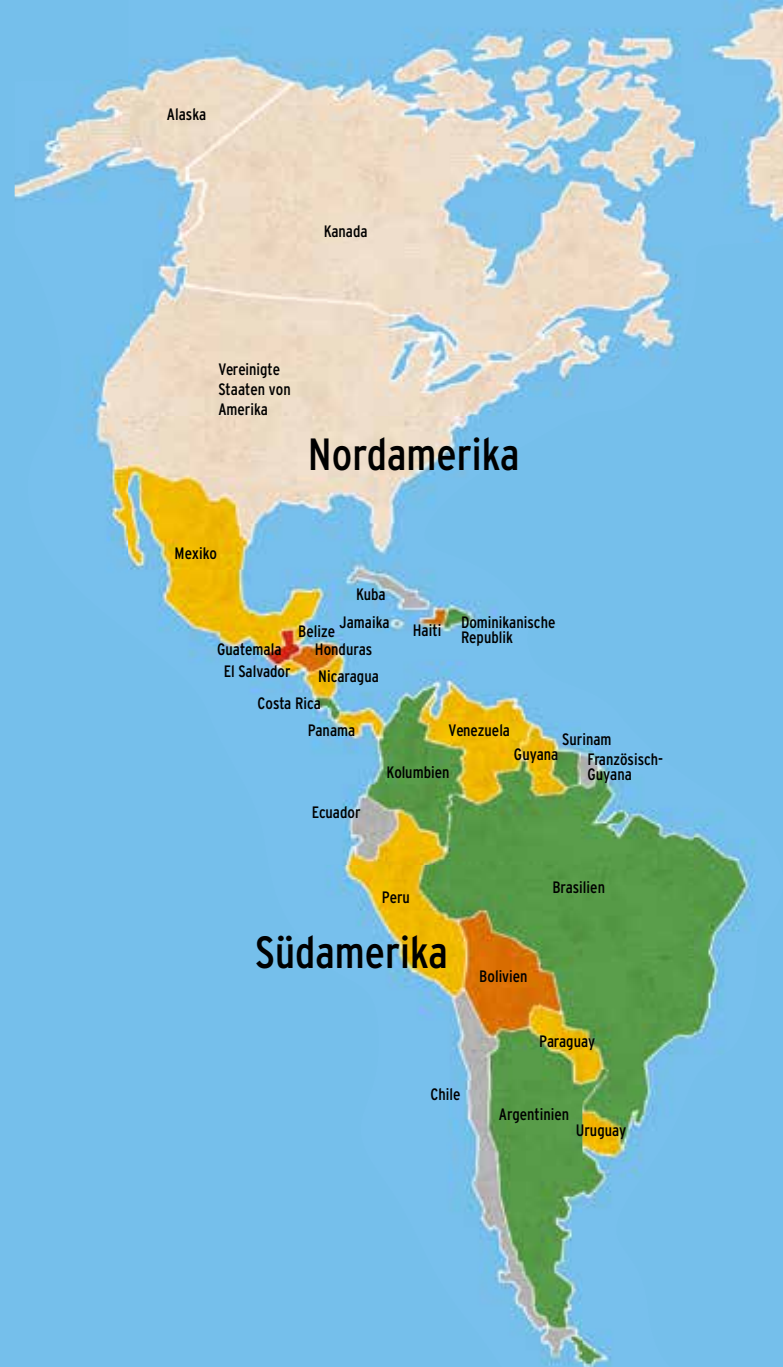 Alaska
Kanada
Vereinigte
Staaten von
Amerika
Nordamerika
Mexiko
Kuba
Jamaika
Haiti
Dominikanische
Republik
Belize
Guatemala
Honduras
El Salvador
Nicaragua
Costa Rica
Panama
Venezuela
Guyana
Surinam
Französisch-
Guyana
Kolumbien
Ecuador
Brasilien
Peru
Südamerika
Bolivien
Paraguay
Chile
Argentinien
Uruguay